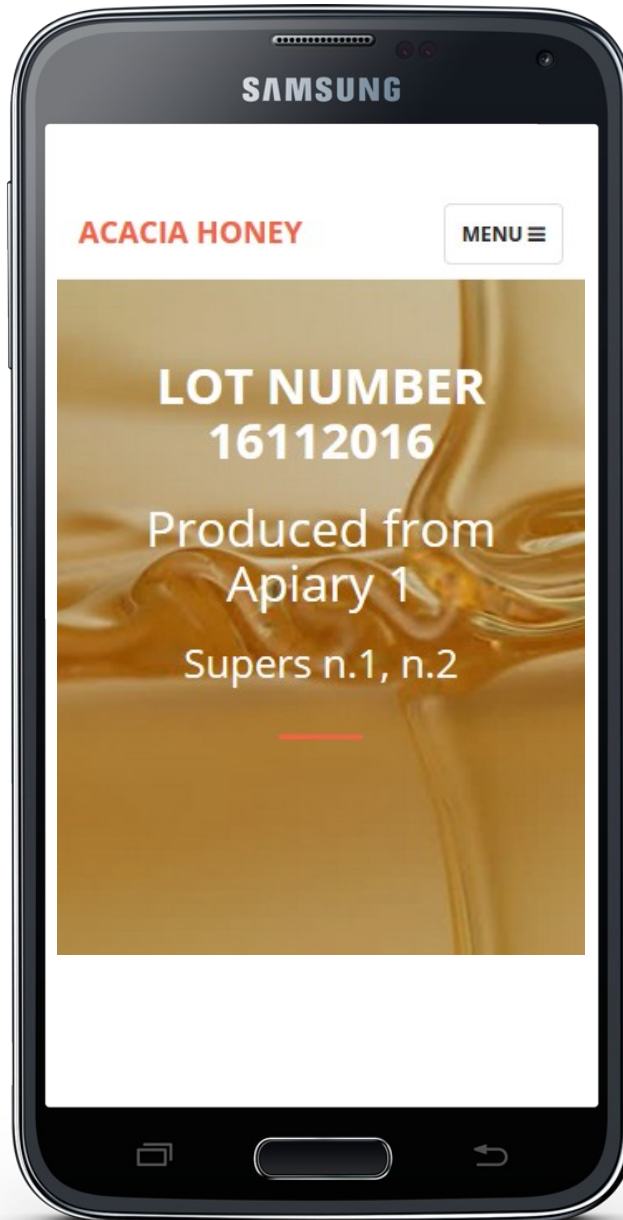 SAMSUNG
ACACIA HONEY
MENU
LOT NUMBER
16112016
Produced from
Apiary 1
Supers n.1, n.2